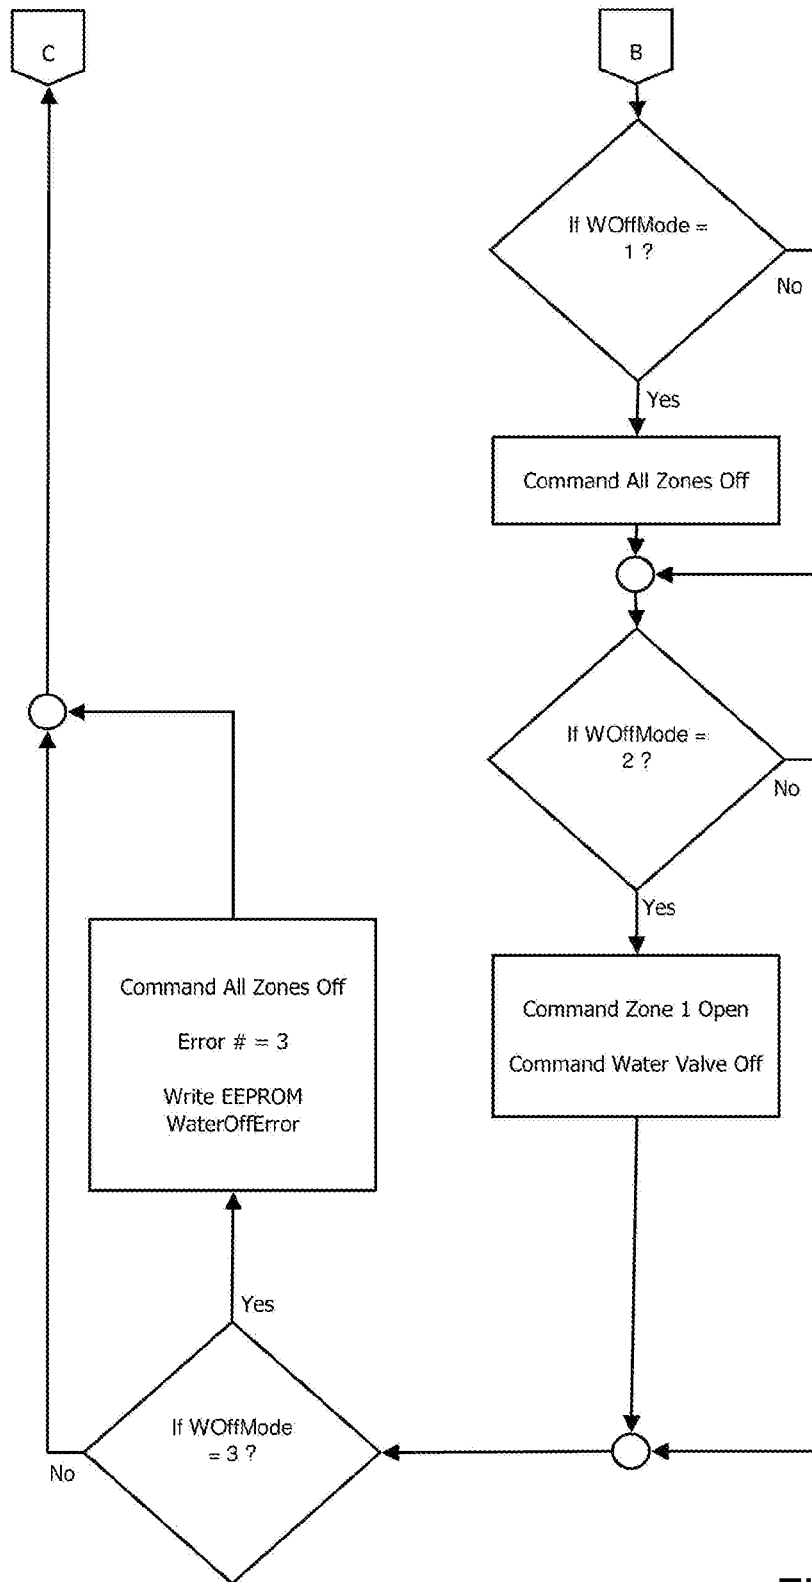 C
B
If WOffMode =
1 ?
No
Yes
Command All Zones Off
If WOffMode =
2 ?
No
Yes
Command Zone 1 Open
Command Water Valve Off
Command All Zones Off
Error # = 3
Write EEPROM
WaterOffError
Yes
If WOffMode
= 3 ?
No